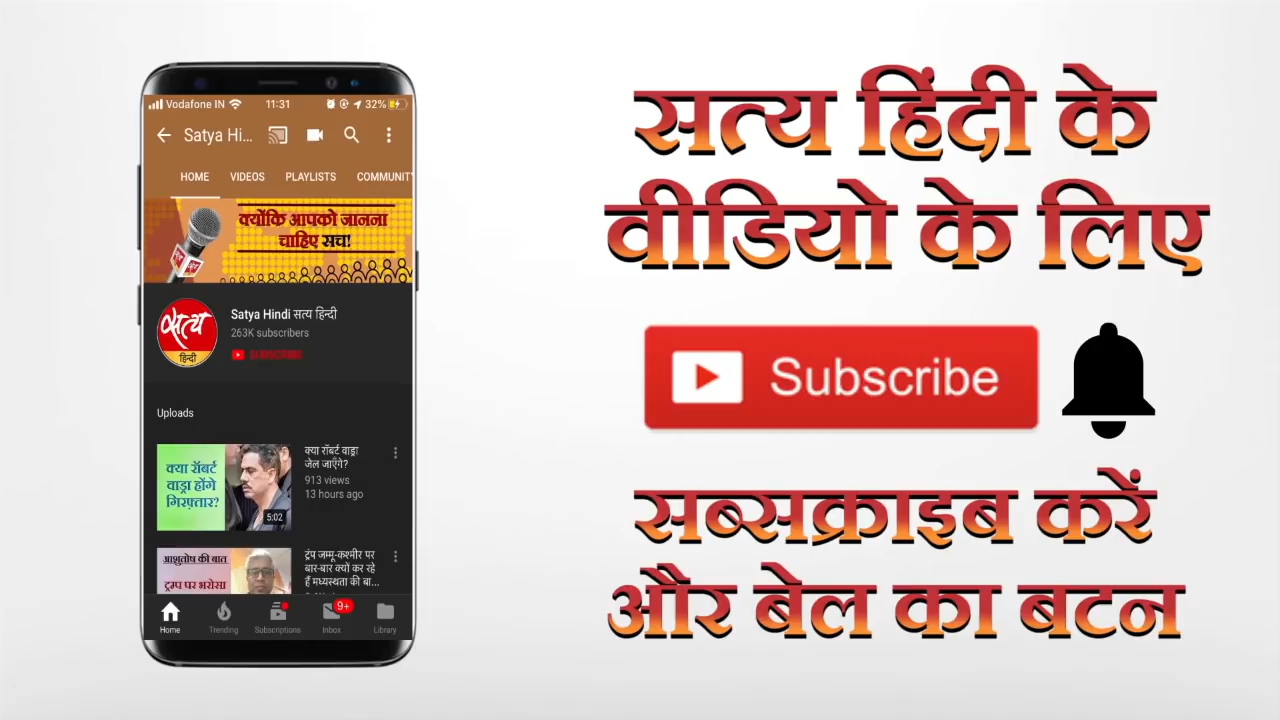 Vodafone IN 11:31 32%
Satya Hi...
HOME VIDEOS PLAYLISTS COMMUNIT
क्योंकि आपको जानना
चाहिए सच!
सत्य
हिन्दी
Satya Hindi सत्य हिन्दी
263K subscribers
SUBSCRIBE
Uploads
क्या रॉबर्ट
वाड्रा होंगे
गिरफ़्तार?
5:02
क्या रॉबर्ट वाड्रा
जेल जाएँगे?
913 views
13 hours ago
आशुतोष की बात
ट्रम्प पर भरोसा
ट्रंप जम्मू-कश्मीर पर
बार-बार क्यों कर रहे
हैं मध्यस्थता की बा...
9+
Home Trending Subscriptions Inbox Library
सत्य हिंदी के
वीडियो के लिए
Subscribe
सब्सक्राइब करें
और बेल का बटन